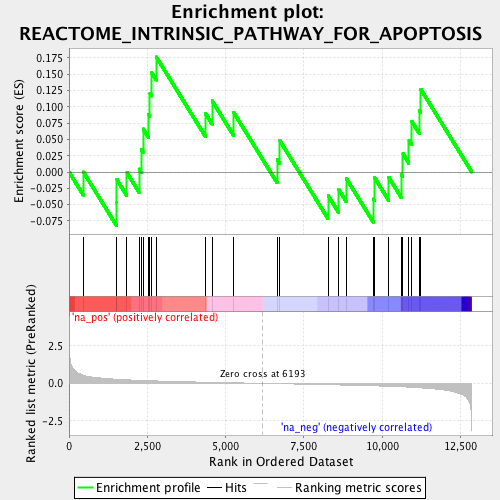 Enrichment plot:
REACTOME_INTRINSIC_PATHWAY_FOR_APOPTOSIS
Enrichment score (ES)
0.175
0.150
0.125
0.100
0.075
0.050
0.025
0.000
-0.025
-0.050
-0.075
'na_pos' (positively correlated)
Ranked list metric (PreRanked)
2.5
0.0
-2.5
Zero cross at 6193
'na_neg' (negatively correlated)
0 2,500 5,000 7,500 10,000 12,500
Rank in Ordered Dataset
Enrichment profile Hits Ranking metric scores